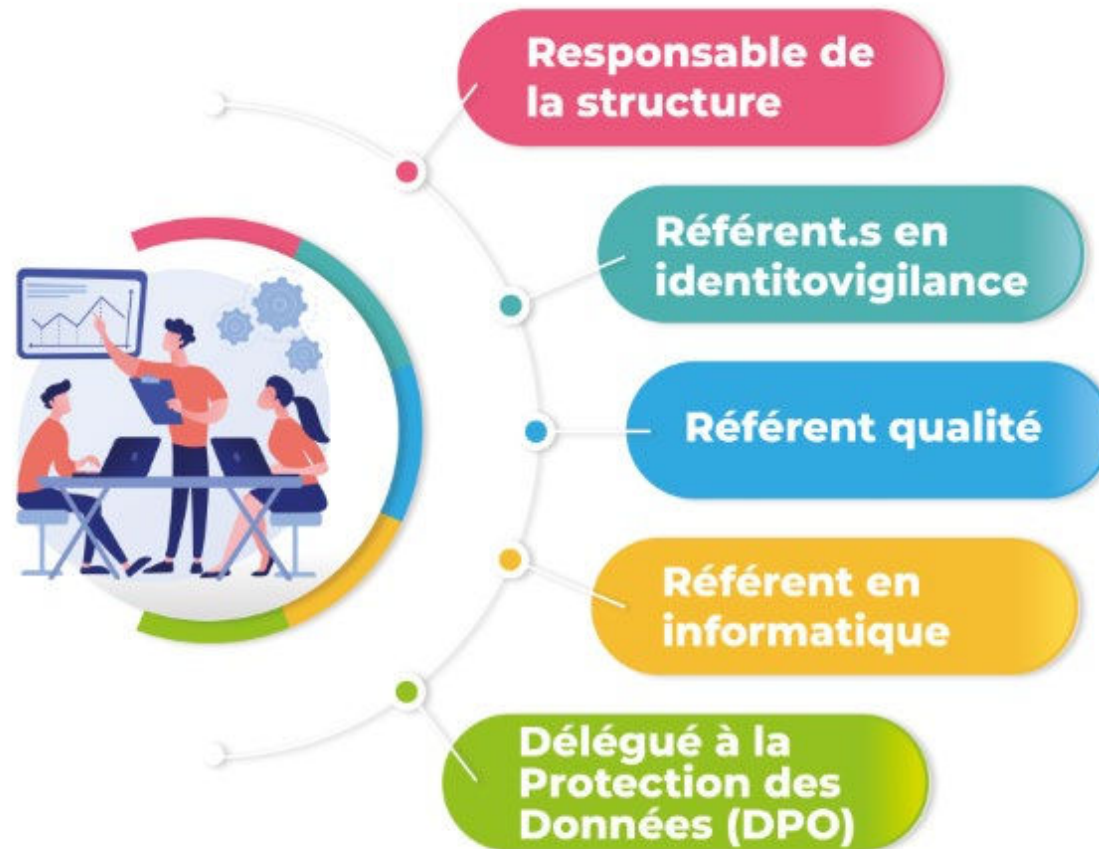 Responsable de
la structure
Référent.s en
identitovigilance
Référent qualité
Référent en
informatique
Délégué à la
Protection des
Données (DPO)